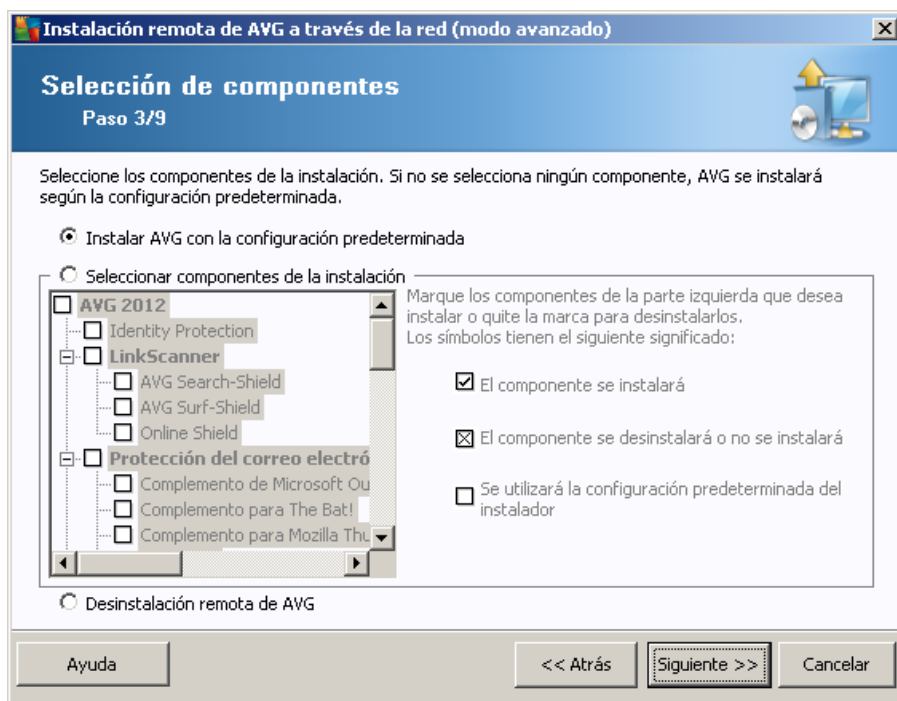 Instalación remota de AVG a través de la red (modo avanzado)
Selección de componentes
Paso 3/9
Seleccione los componentes de la instalación. Si no se selecciona ningún componente, AVG se instalará
según la configuración predeterminada.
Instalar AVG con la configuración predeterminada
Seleccionar componentes de la instalación
AVG 2012
Identity Protection
LinkScanner
AVG Search-Shield
AVG Surf-Shield
Online Shield
Protección del correo electró
Complemento de Microsoft Ou
Complemento para The Bat!
Complemento para Mozilla Thu
Marque los componentes de la parte izquierda que desea
instalar o quite la marca para desinstalarlos.
Los símbolos tienen el siguiente significado:
El componente se instalará
El componente se desinstalará o no se instalará
Se utilizará la configuración predeterminada del
instalador
Desinstalación remota de AVG
Ayuda
<< Atrás
Siguiente >>
Cancelar